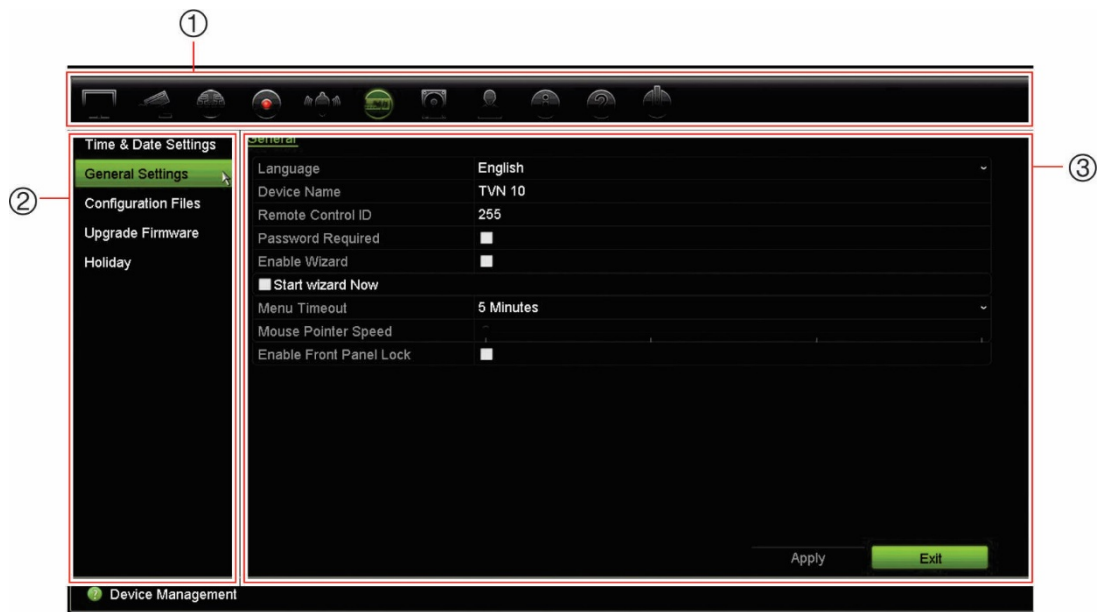 ①
Time & Date Settings
General Settings
Configuration Files
Upgrade Firmware
Holiday
②
General
Language English
Device Name TVN 10
Remote Control ID 255
Password Required
Enable Wizard
Start wizard Now
Menu Timeout 5 Minutes
Mouse Pointer Speed
Enable Front Panel Lock
③
Apply Exit
Device Management